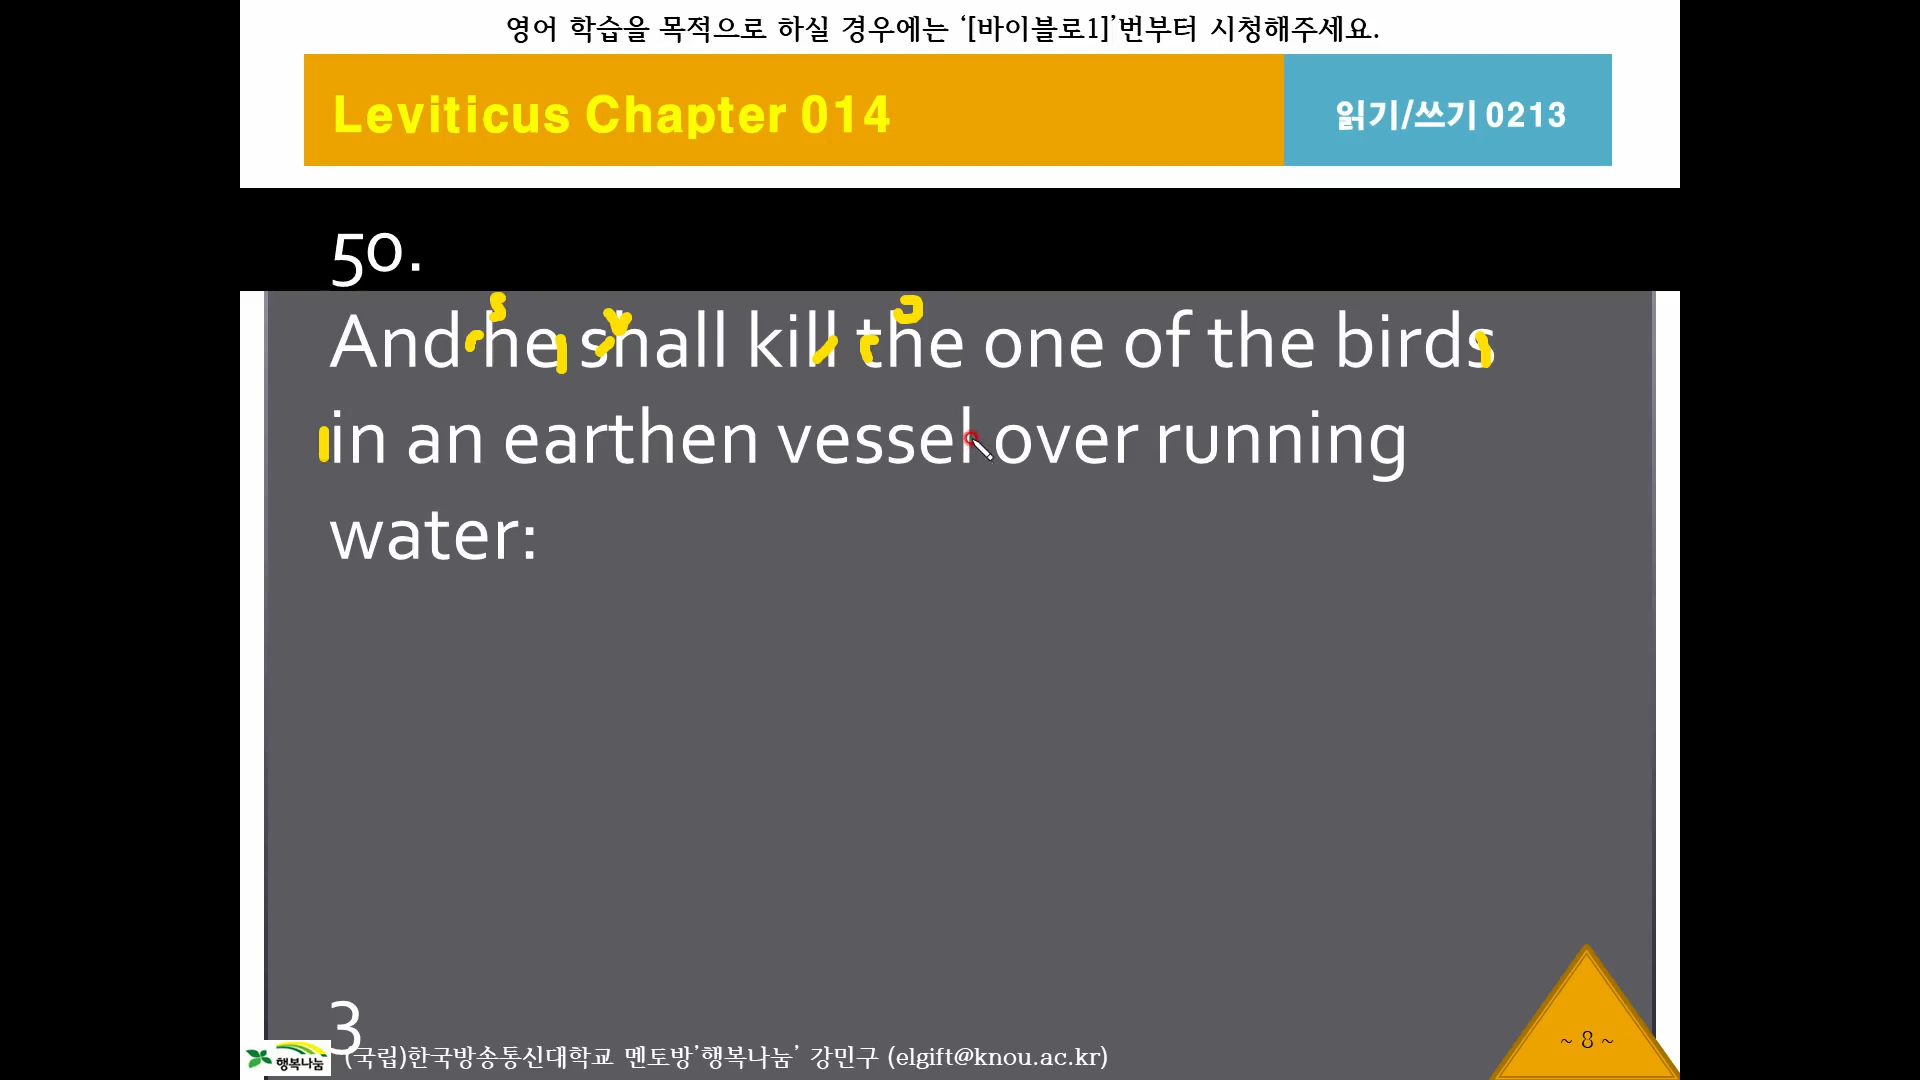 영어 학습을 목적으로 하실 경우에는 ‘[바이블로1]’번부터 시청해주세요.
Leviticus Chapter 014
읽기/쓰기 0213
50.
s v
And he shall kill the one of the birds
in an earthen vessel over running
water:
3
~ 8 ~
행복나눔
(국립)한국방송통신대학교 멘토방’행복나눔’ 강민구 (elgift@knou.ac.kr)